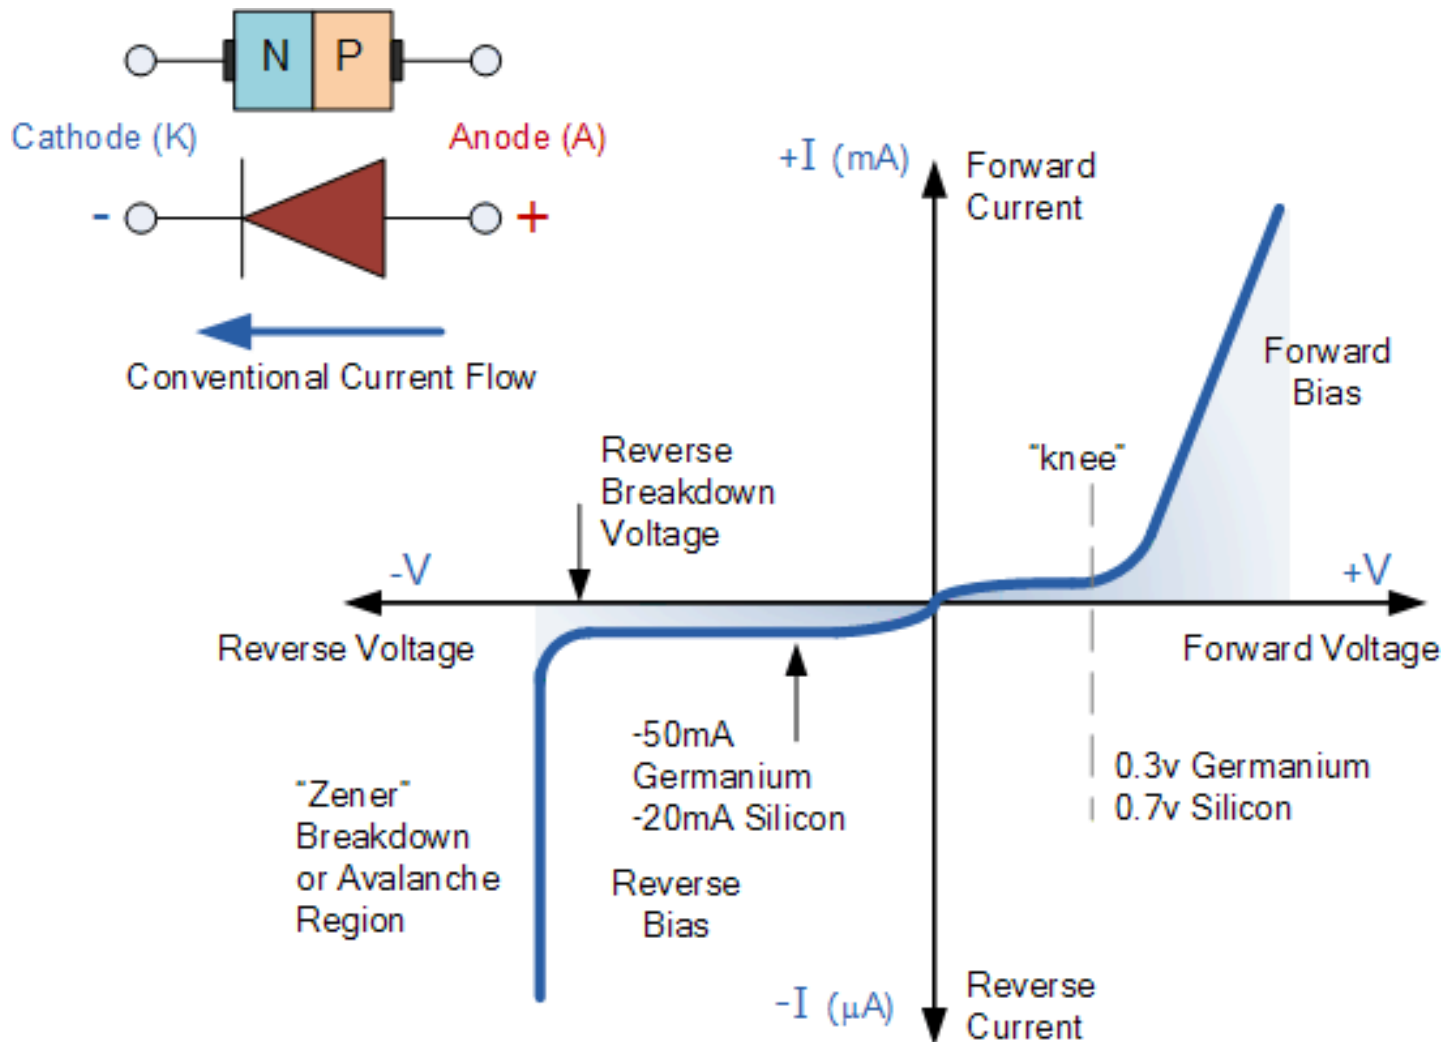 N P
Cathode (K)
Anode (A)
- +
Conventional Current Flow
+I (mA)
Forward
Current
Forward
Bias
"knee"
Reverse
Breakdown
Voltage
-V
+V
Reverse Voltage
Forward Voltage
-50mA
Germanium
-20mA Silicon
0.3v Germanium
0.7v Silicon
"Zener"
Breakdown
or Avalanche
Region
Reverse
Bias
-I (µA)
Reverse
Current